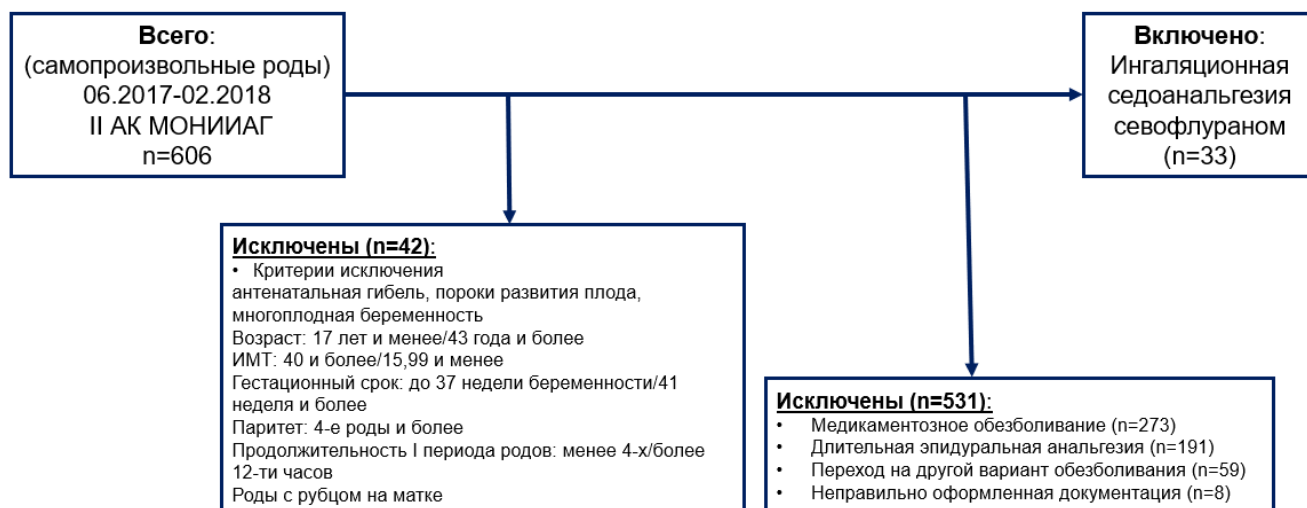 Всего:
(самопроизвольные роды)
06.2017-02.2018
II АК МОНИИАГ
n=606
Включено:
Ингаляционная
седоанальгезия
севофлураном
(n=33)
Исключены (n=42):
• Критерии исключения
антенатальная гибель, пороки развития плода,
многоплодная беременность
Возраст: 17 лет и менее/43 года и более
ИМТ: 40 и более/15,99 и менее
Гестационный срок: до 37 недели беременности/41
неделя и более
Паритет: 4-е роды и более
Продолжительность I периода родов: менее 4-х/более
12-ти часов
Роды с рубцом на матке
Исключены (n=531):
• Медикаментозное обезболивание (n=273)
• Длительная эпидуральная анальгезия (n=191)
• Переход на другой вариант обезболивания (n=59)
• Неправильно оформленная документация (n=8)